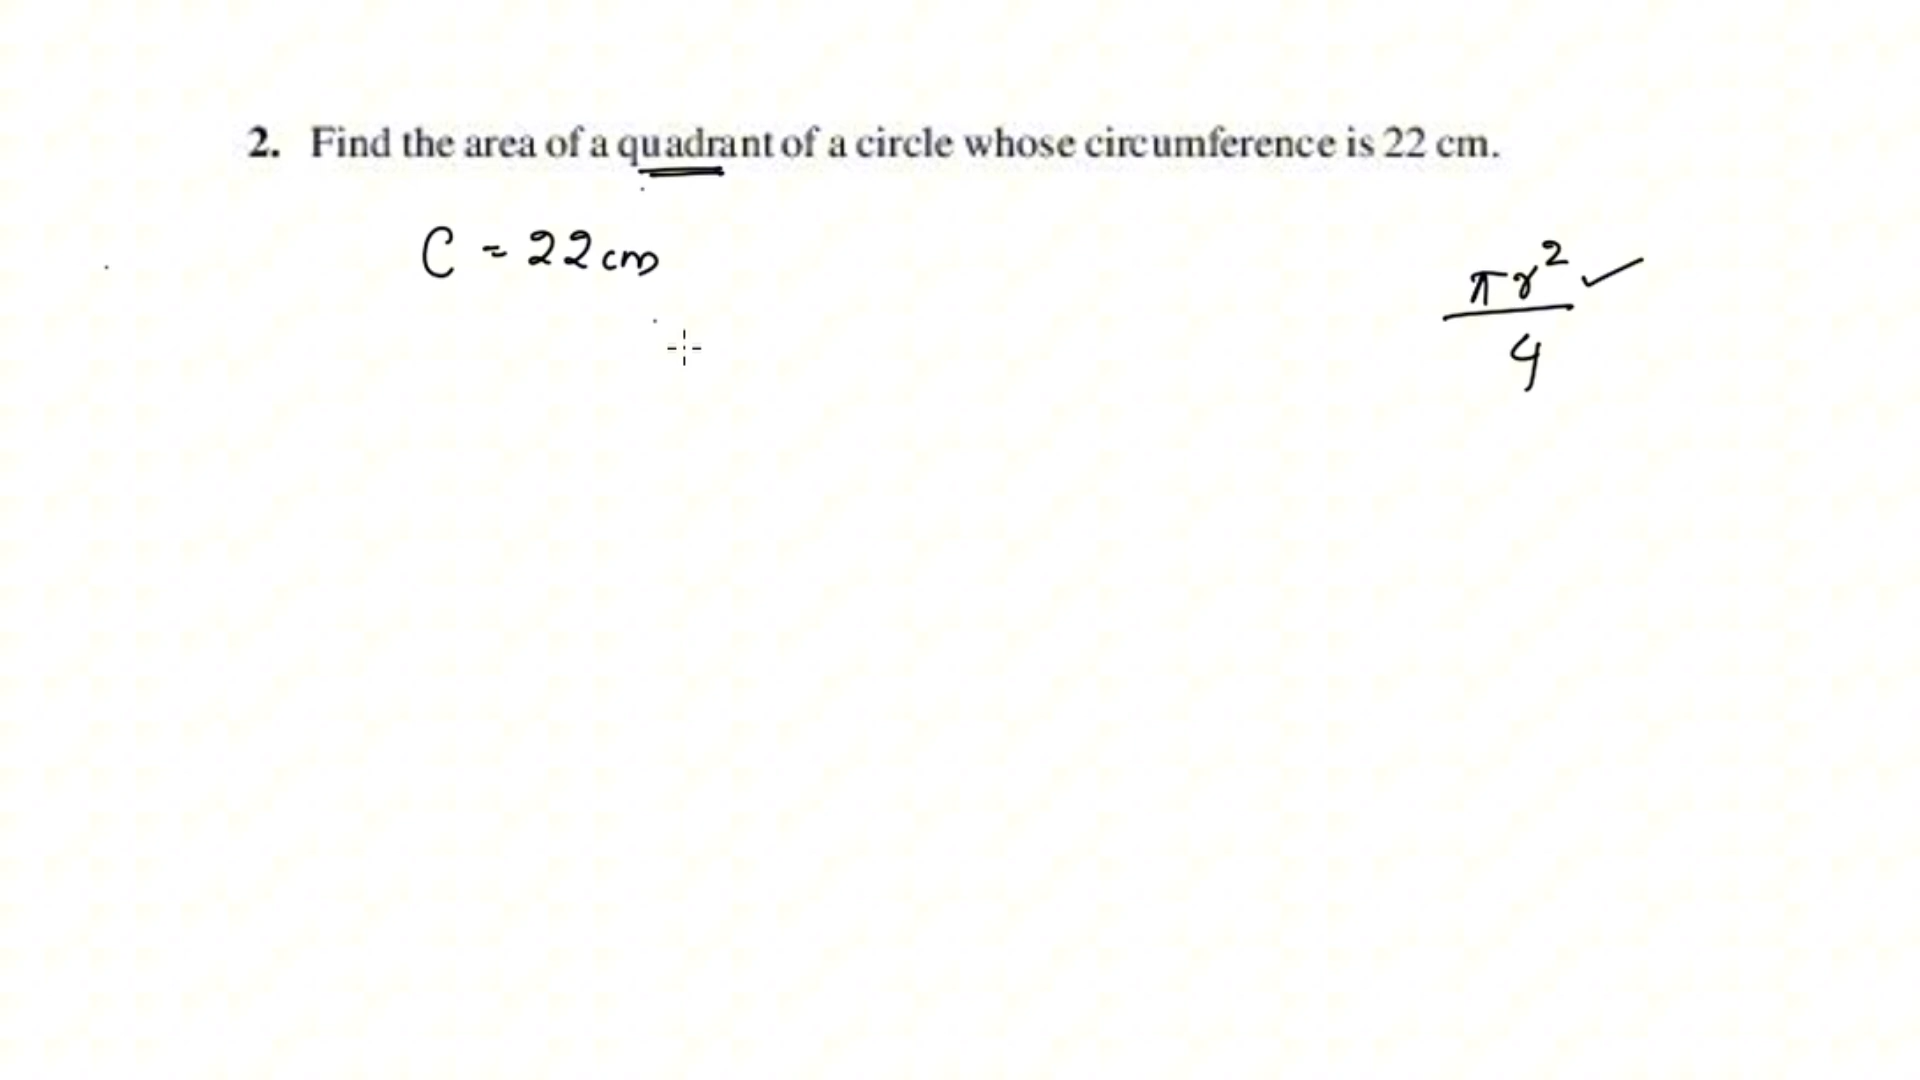 2. Find the area of a quadrant of a circle whose circumference is 22 cm.
C = 22 cm
πr²
4